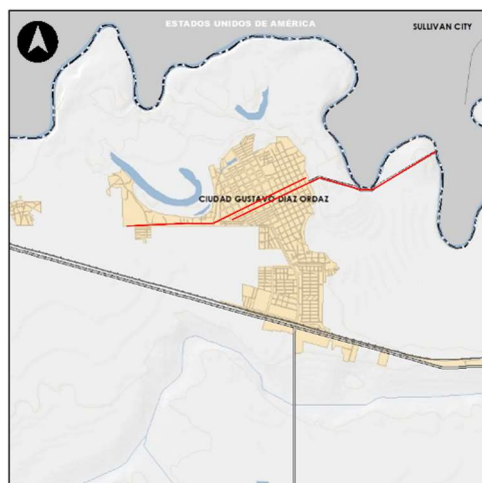 ESTADOS UNIDOS DE AMÉRICA
SULLIVAN CITY
CIUDAD GUSTAVO DÍAZ ORDAZ